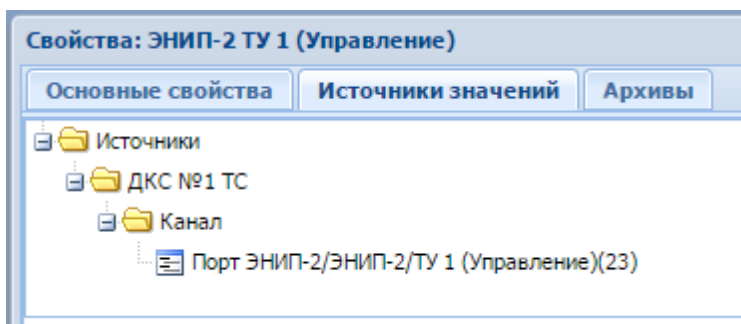 Свойства: ЭНИП-2 ТУ 1 (Управление)
Основные свойства Источники значений Архивы
Источники
ДКС №1 ТС
Канал
Порт ЭНИП-2/ЭНИП-2/ТУ 1 (Управление)(23)